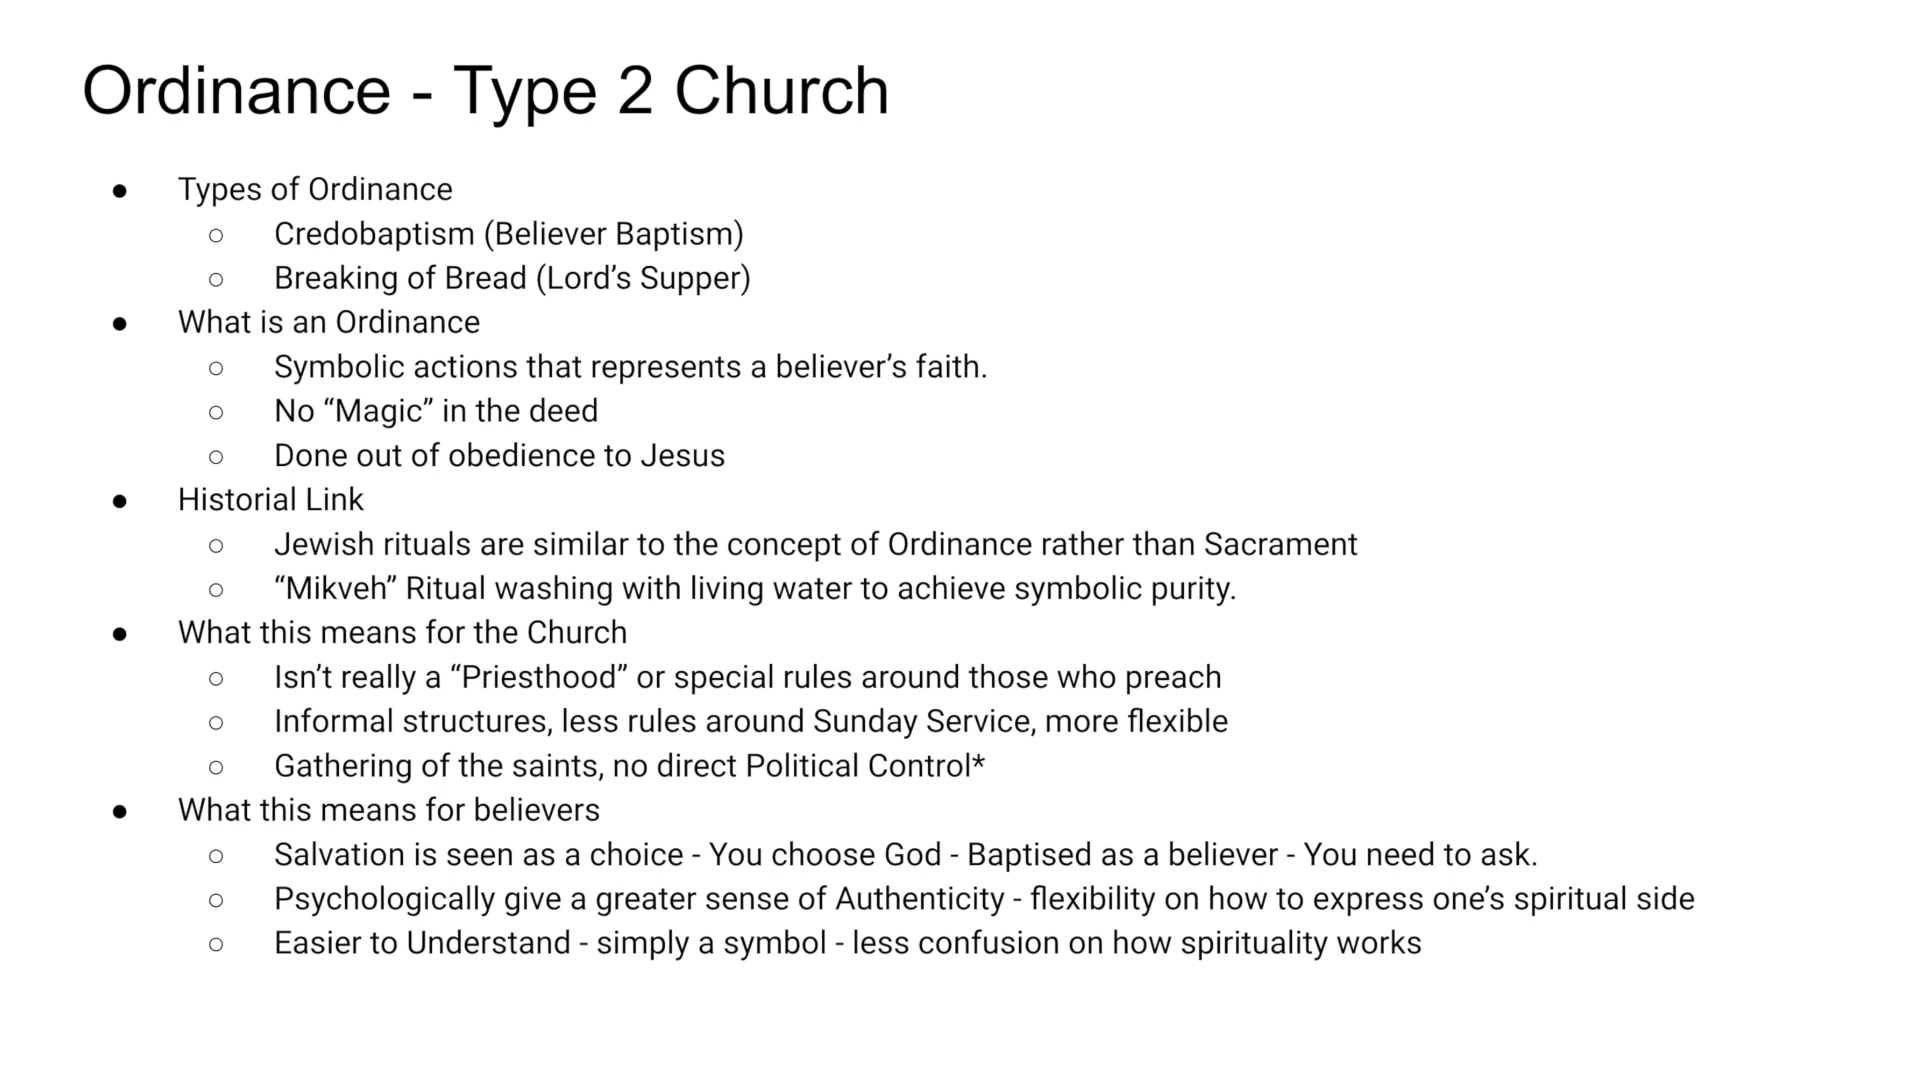 Ordinance - Type 2 Church
● Types of Ordinance
○ Credobaptism (Believer Baptism)
○ Breaking of Bread (Lord’s Supper)
● What is an Ordinance
○ Symbolic actions that represents a believer’s faith.
○ No “Magic” in the deed
○ Done out of obedience to Jesus
● Historial Link
○ Jewish rituals are similar to the concept of Ordinance rather than Sacrament
○ “Mikveh” Ritual washing with living water to achieve symbolic purity.
● What this means for the Church
○ Isn’t really a “Priesthood” or special rules around those who preach
○ Informal structures, less rules around Sunday Service, more flexible
○ Gathering of the saints, no direct Political Control*
● What this means for believers
○ Salvation is seen as a choice - You choose God - Baptised as a believer - You need to ask.
○ Psychologically give a greater sense of Authenticity - flexibility on how to express one’s spiritual side
○ Easier to Understand - simply a symbol - less confusion on how spirituality works